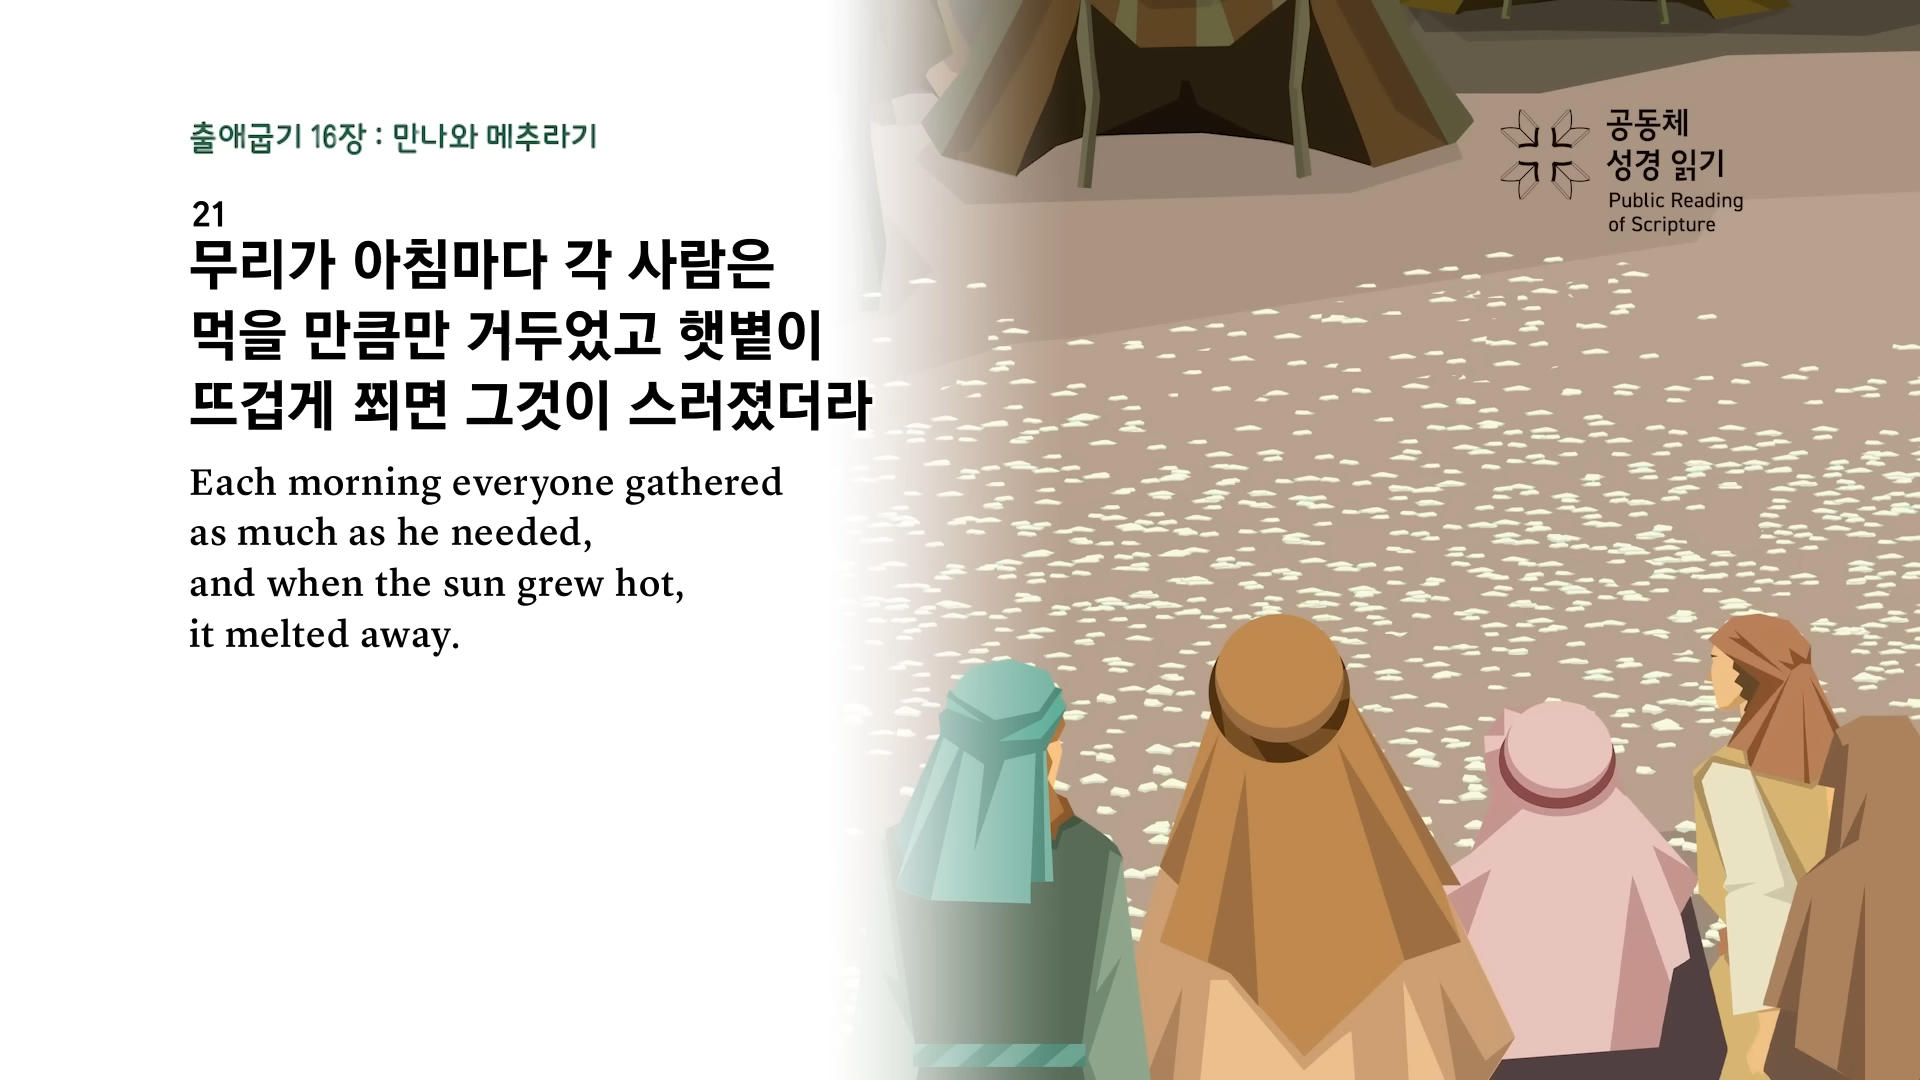 출애굽기 16장 : 만나와 메추라기
21
무리가 아침마다 각 사람은
먹을 만큼만 거두었고 햇볕이
뜨겁게 쬐면 그것이 스러졌더라
Each morning everyone gathered
as much as he needed,
and when the sun grew hot,
it melted away.
공동체
성경 읽기
Public Reading
of Scripture